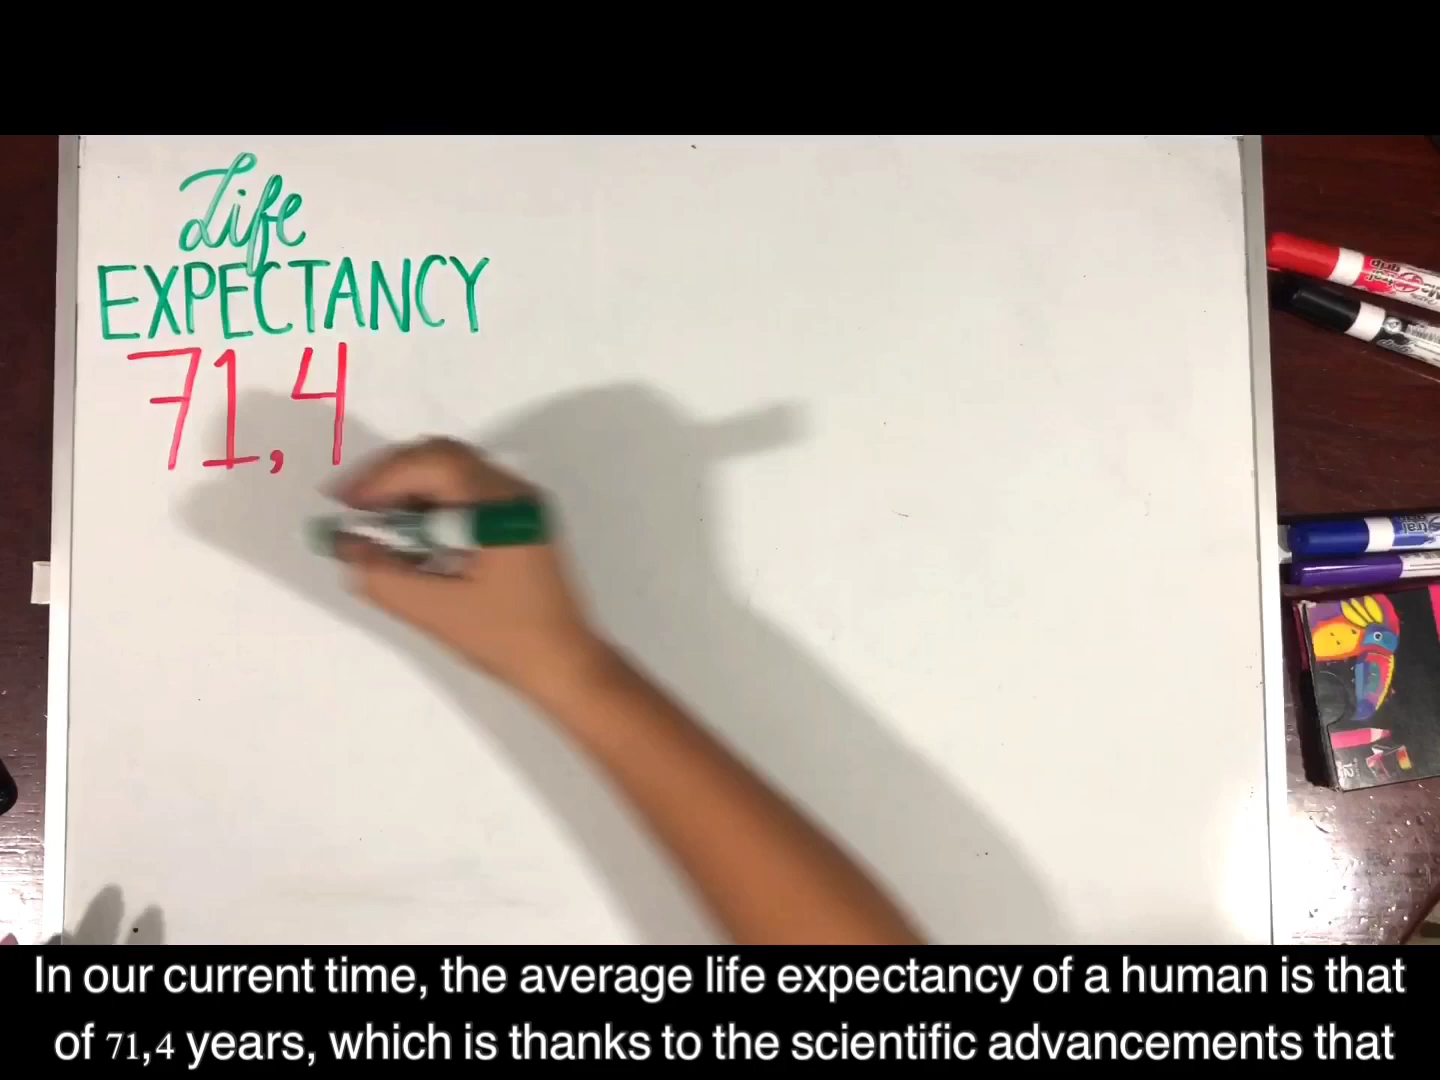 Life
EXPECTANCY
71,4
In our current time, the average life expectancy of a human is that
of 71,4 years, which is thanks to the scientific advancements that